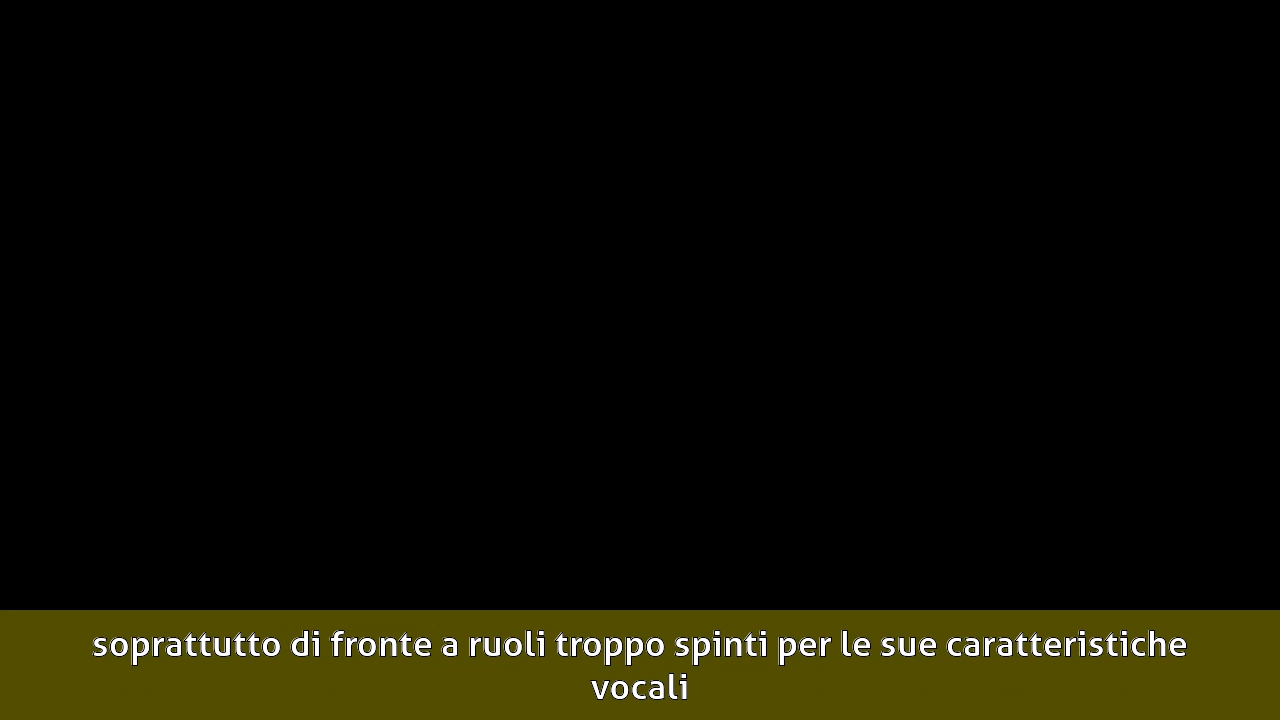 soprattutto di fronte a ruoli troppo spinti per le sue caratteristiche
vocali